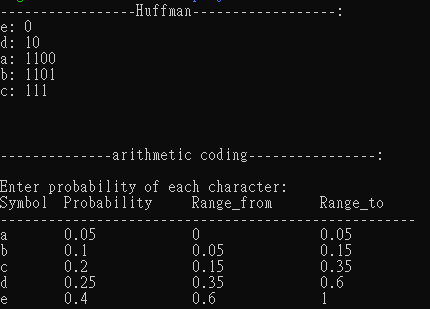 ----------------Huffman-----------------:
e: 0
d: 10
a: 1100
b: 1101
c: 111
--------------arithmetic coding---------------:
Enter probability of each character:
Symbol Probability Range_from Range_to
----------------------------------------------------
a 0.05 0 0.05
b 0.1 0.05 0.15
c 0.2 0.15 0.35
d 0.25 0.35 0.6
e 0.4 0.6 1